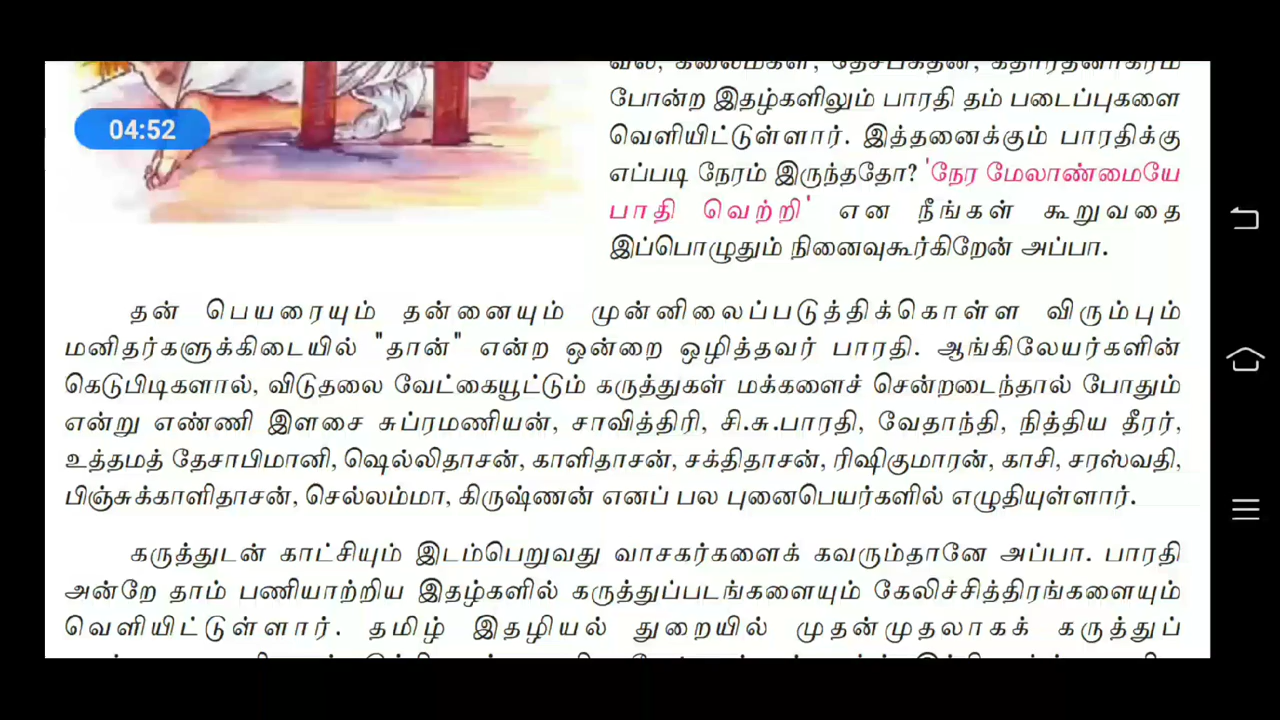 போன்ற இதழ்களிலும் பாரதி தம் படைப்புகளை
04:52
வெளியிட்டுள்ளார். இத்தனைக்கும் பாரதிக்கு
எப்படி நேரம் இருந்ததோ? 'நேர மேலாண்மையே
பாதி வெற்றி' என நீங்கள் கூறுவதை
இப்பொழுதும் நினைவுகூர்கிறேன் அப்பா.
தன் பெயரையும் தன்னையும் முன்னிலைப்படுத்திக்கொள்ள விரும்பும்
மனிதர்களுக்கிடையில் "தான்" என்ற ஒன்றை ஒழித்தவர் பாரதி. ஆங்கிலேயர்களின்
கெடுபிடிகளால், விடுதலை வேட்கையூட்டும் கருத்துகள் மக்களைச் சென்றடைந்தால் போதும்
என்று எண்ணி இளசை சுப்ரமணியன், சாவித்திரி, சி.சு.பாரதி, வேதாந்தி, நித்திய தீரர்,
உத்தமத் தேசாபிமானி, ஷெல்லிதாசன், காளிதாசன், சக்திதாசன், ரிஷிகுமாரன், காசி, சரஸ்வதி,
பிஞ்சுக்காளிதாசன், செல்லம்மா, கிருஷ்ணன் எனப் பல புனைபெயர்களில் எழுதியுள்ளார்.
கருத்துடன் காட்சியும் இடம்பெறுவது வாசகர்களைக் கவரும்தானே அப்பா. பாரதி
அன்றே தாம் பணியாற்றிய இதழ்களில் கருத்துப்படங்களையும் கேலிச்சித்திரங்களையும்
வெளியிட்டுள்ளார். தமிழ் இதழியல் துறையில் முதன்முதலாகக் கருத்துப்